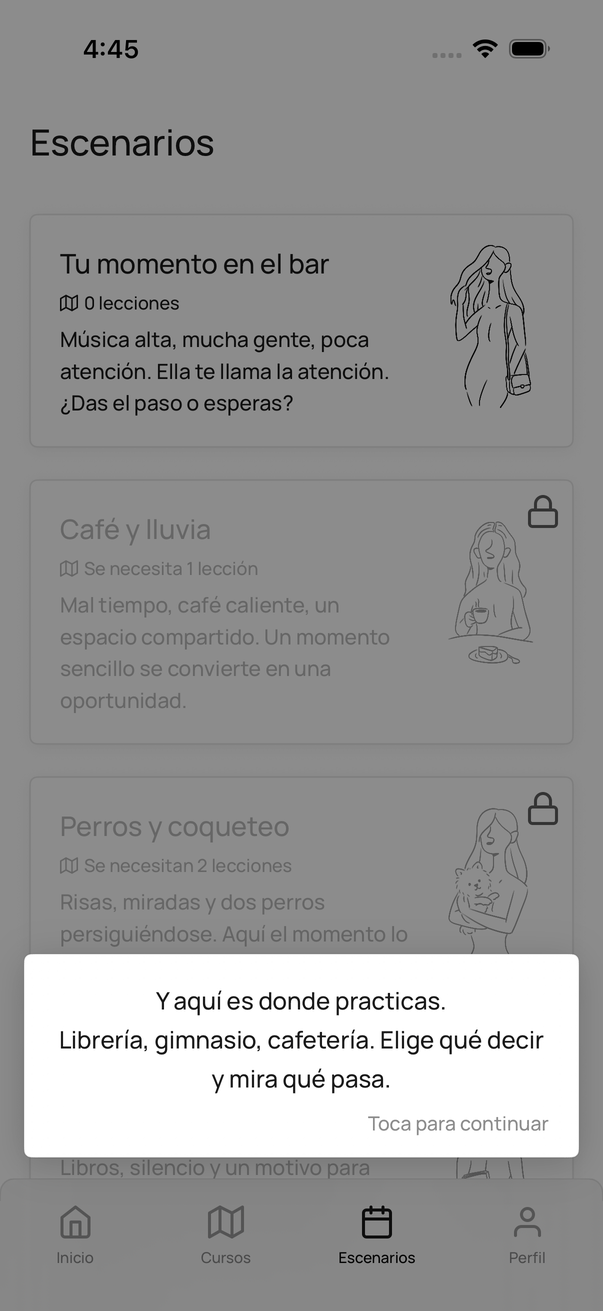 4:45
Escenarios
Tu momento en el bar
0 lecciones
Música alta, mucha gente, poca
atención. Ella te llama la atención.
¿Das el paso o esperas?
Café y lluvia
Se necesita 1 lección
Mal tiempo, café caliente, un
espacio compartido. Un momento
sencillo se convierte en una
oportunidad.
Perros y coqueteo
Se necesitan 2 lecciones
Risas, miradas y dos perros
persiguiéndose. Aquí el momento lo
Y aquí es donde practicas.
Librería, gimnasio, cafetería. Elige qué decir
y mira qué pasa.
Toca para continuar
Libros, silencio y un motivo para
Inicio
Cursos
Escenarios
Perfil